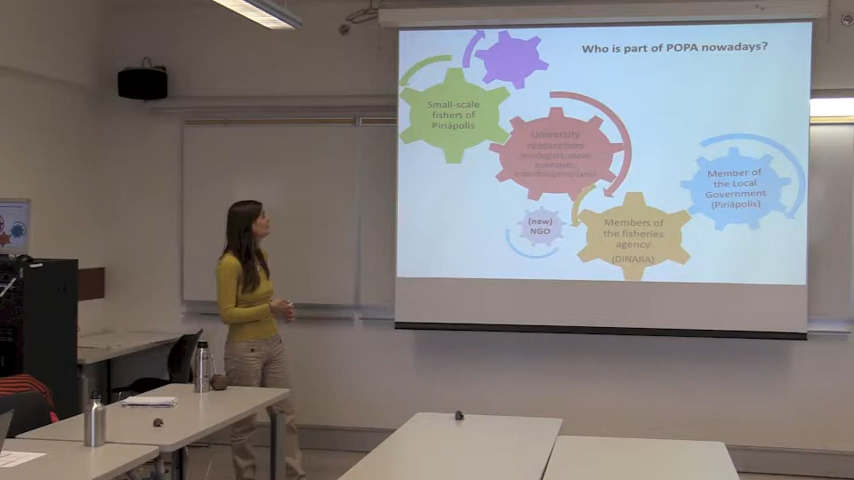 Who is part of POPA nowadays?
Small-scale
fishers of
Piriápolis
University
researchers
Member of
the Local
Government
(Piriápolis)
(new)
NGO
Members of
the fisheries
agency
(DINARA)